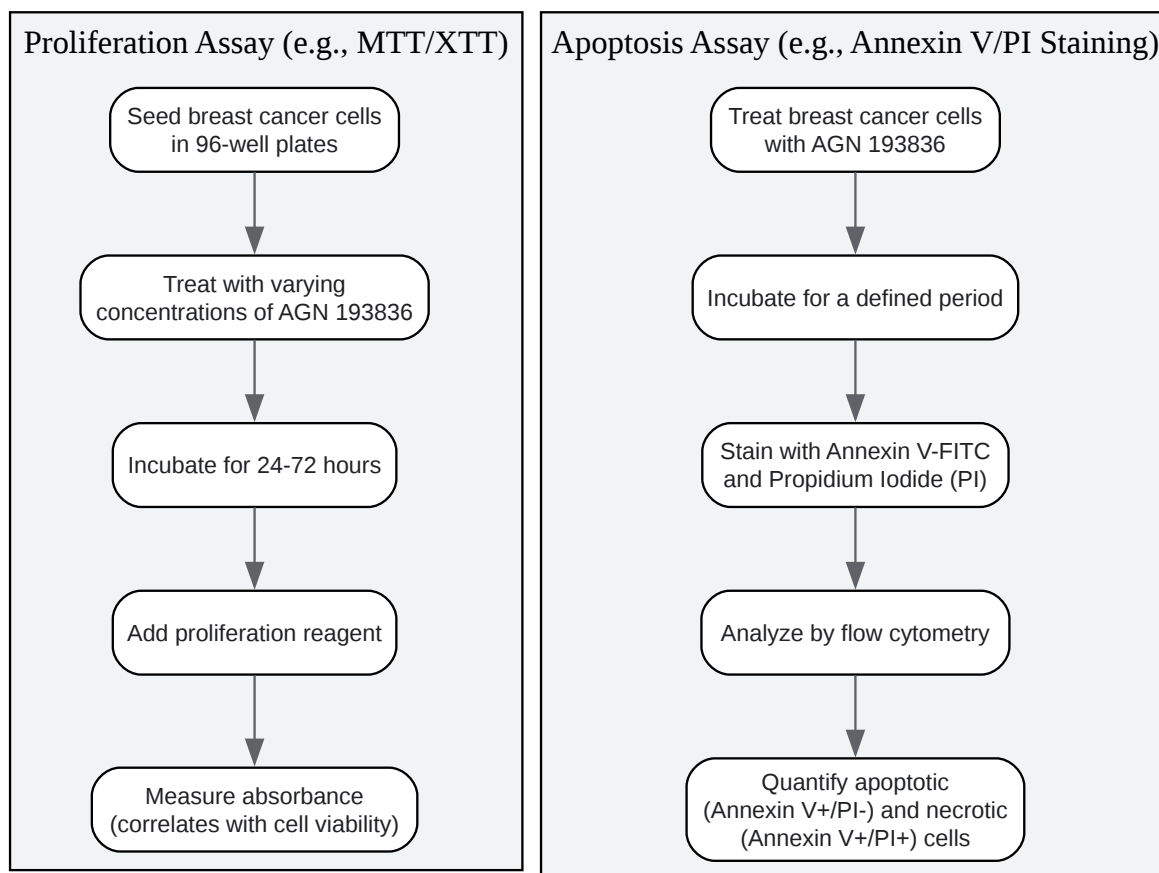 Proliferation Assay (e.g., MTT/XTT)
Seed breast cancer cells
in 96-well plates
Treat with varying
concentrations of AGN 193836
Incubate for 24-72 hours
Add proliferation reagent
Measure absorbance
(correlates with cell viability)
Apoptosis Assay (e.g., Annexin V/PI Staining)
Treat breast cancer cells
with AGN 193836
Incubate for a defined period
Stain with Annexin V-FITC
and Propidium Iodide (PI)
Analyze by flow cytometry
Quantify apoptotic
(Annexin V+/PI-) and necrotic
(Annexin V+/PI+) cells